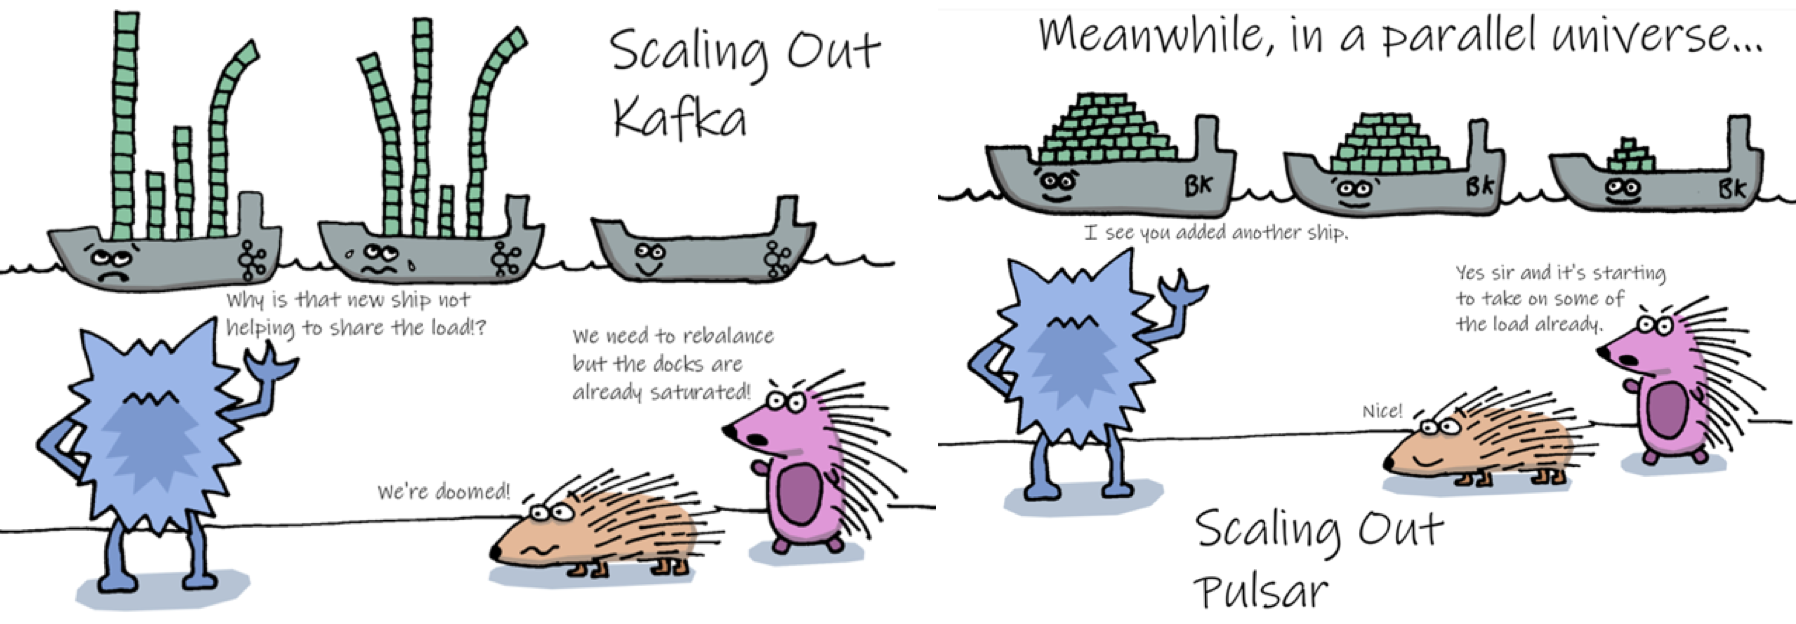 Scaling Out
Kafka
Why is that new ship not
helping to share the load!?
We need to rebalance
but the docks are
already saturated!
We're doomed!
Meanwhile, in a parallel universe...
BK
BK
BK
I see you added another ship.
Yes sir and it's starting
to take on some of
the load already.
Nice!
Scaling Out
Pulsar